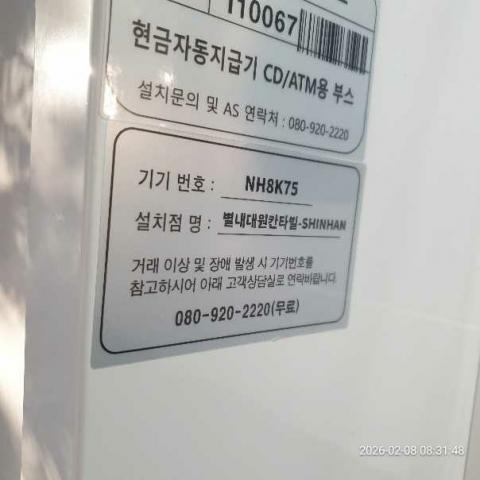 110067
현금자동지급기 CD/ATM용 부스
설치문의 및 AS 연락처 : 080-920-2220
기기 번호 : NH8K75
설치점 명 : 별내대원칸타빌-SHINHAN
거래 이상 및 장애 발생 시 기기번호를
참고하시어 아래 고객상담실로 연락바랍니다.
080-920-2220(무료)
2026-02-08 08:31:48